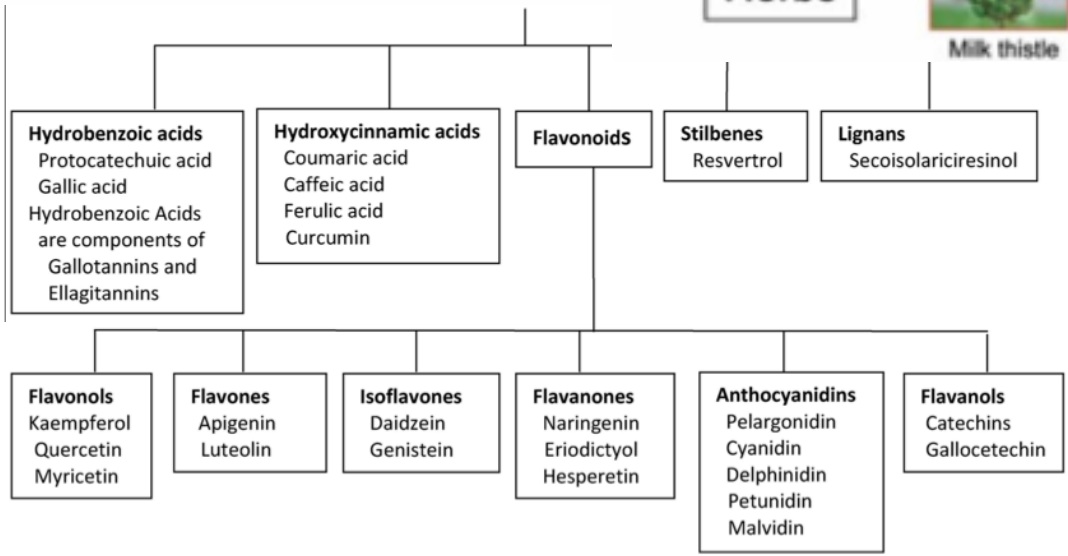 Milk thistle
Hydrobenzoic acids
Protocatechuic acid
Gallic acid
Hydrobenzoic Acids
are components of
Gallotannins and
Ellagitannins
Hydroxycinnamic acids
Coumaric acid
Caffeic acid
Ferulic acid
Curcumin
Flavonoids
Stilbenes
Resvertrol
Lignans
Secoisolariciresinol
Flavonols
Kaempferol
Quercetin
Myricetin
Flavones
Apigenin
Luteolin
Isoflavones
Daidzein
Genistein
Flavanones
Naringenin
Eriodictyol
Hesperetin
Anthocyanidins
Pelargonidin
Cyanidin
Delphinidin
Petunidin
Malvidin
Flavanols
Catechins
Gallocetechin